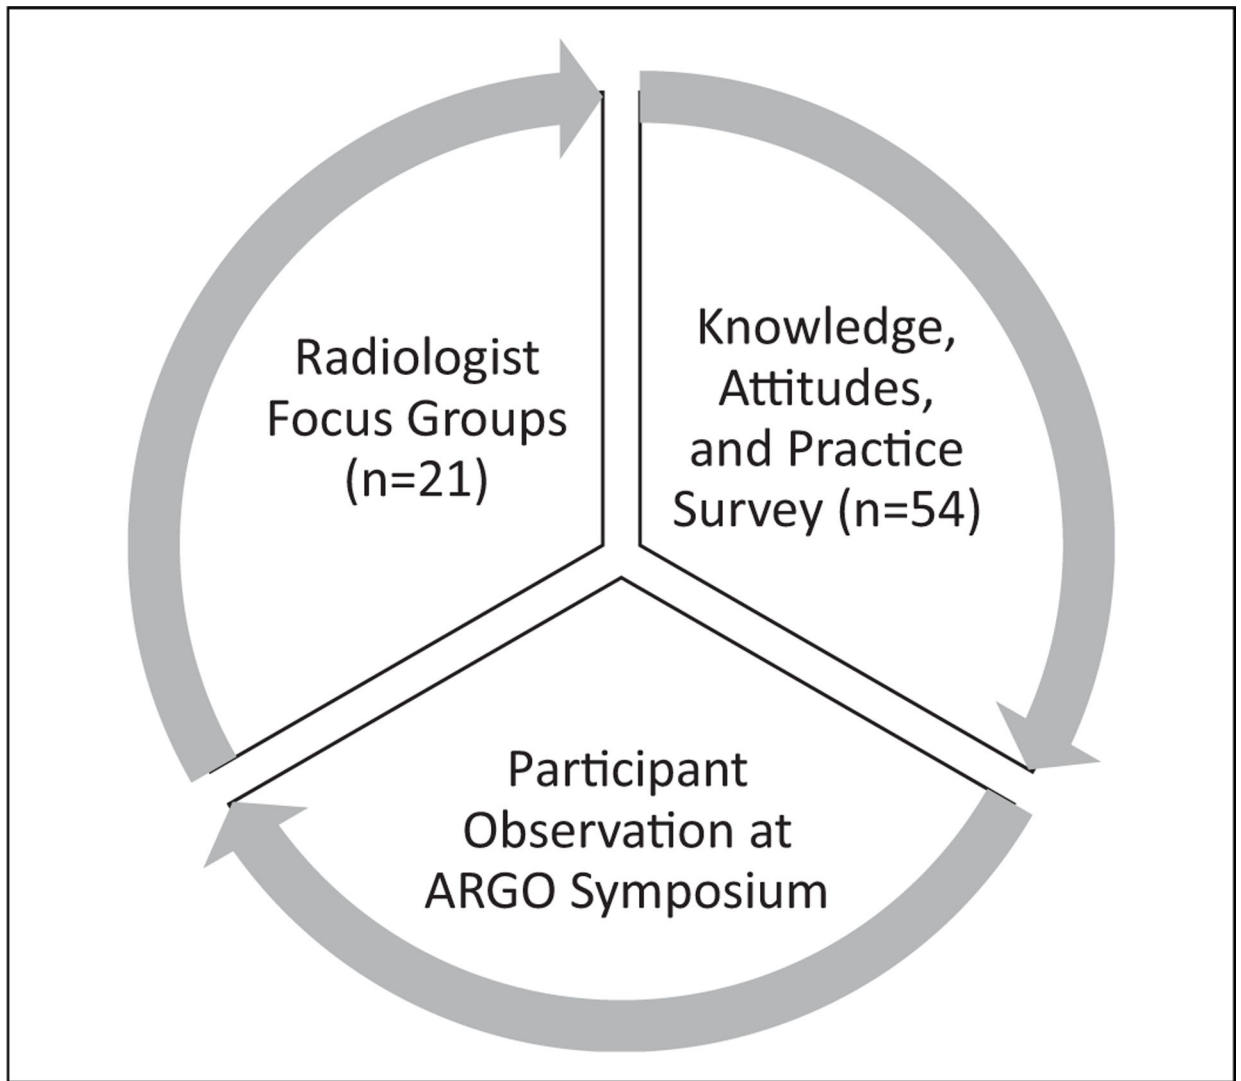 Radiologist
Focus Groups
(n=21)
Knowledge,
Attitudes,
and Practice
Survey (n=54)
Participant
Observation at
ARGO Symposium